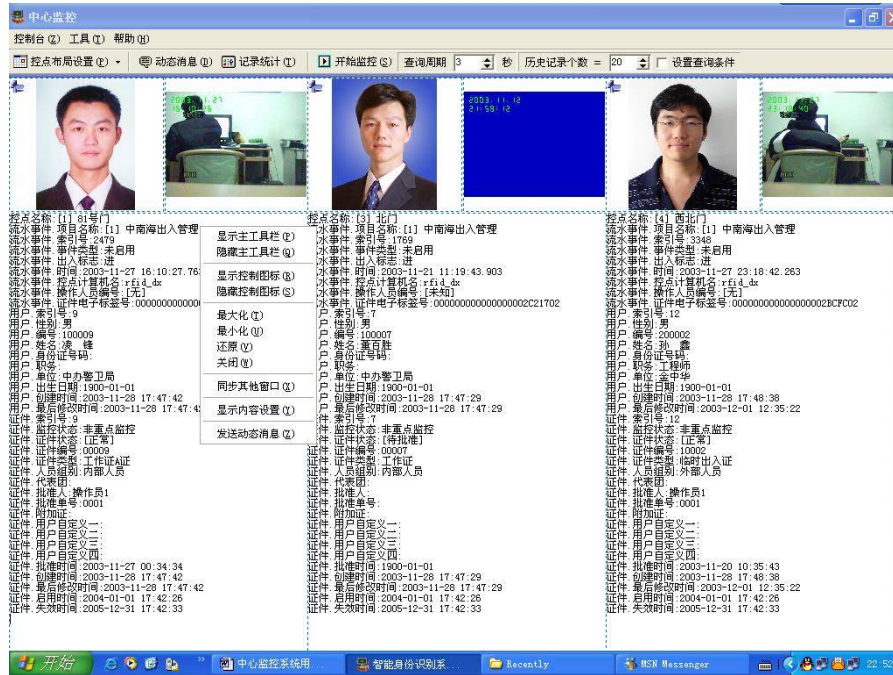 中心监控
控制台(Z) 工具(T) 帮助(H)
控点布局设置(P) 动态消息(D) 记录统计(T) 开始监控(S) 查询周期 3 秒 历史记录个数 = 20 设置查询条件
2003. 11. 27
2003. 11. 12
21:58: 12
控点名称:[1] 81号门
流水事件.项目名称:[1] 中南海出入管理
流水事件.索引号:2479
流水事件.事件类型:未启用
流水事件.出入标志:进
流水事件.时间:2003-11-27 16:10:27.76
流水事件.控点计算机名:rfid_dx
流水事件.操作人员编号:[无]
流水事件.证件电子标签号:
用户.索引号:9
用户.性别:男
用户.编号:100009
用户.姓名:凌 锋
用户.身份证号码:
用户.职务:
用户.单位:中办警卫局
用户.出生日期:1900-01-01
用户.创建时间:2003-11-28 17:47:42
用户.最后修改时间:2003-11-28 17:47:4
证件.索引号:9
证件.监控状态:非重点监控
证件.证件状态:[正常]
证件.证件编号:00009
证件.证件类型:工作证A证
证件.人员组别:内部人员
证件.代表团:
证件.批准人:操作员1
证件.批准单号:0001
证件.附加证:
证件.用户自定义一:
证件.用户自定义二:
证件.用户自定义三:
证件.用户自定义四:
证件.批准时间:2003-11-27 00:34:34
证件.创建时间:2003-11-28 17:47:42
证件.最后修改时间:2003-11-28 17:47:42
证件.启用时间:2004-01-01 17:42:26
证件.失效时间:2005-12-31 17:42:33
显示主工具栏(P)
隐藏主工具栏(Q)
显示控制图标(R)
隐藏控制图标(S)
最大化(T)
最小化(U)
还原(V)
关闭(W)
同步其他窗口(X)
显示内容设置(Y)
发送动态消息(Z)
控点名称:[3] 北门
流水事件.项目名称:[1] 中南海出入管理
水事件.索引号:1769
水事件.事件类型:未启用
水事件.出入标志:进
水事件.时间:2003-11-21 11:19:43.903
水事件.控点计算机名:rfid_dx
水事件.操作人员编号:[未知]
水事件.证件电子标签号:0000000000000000002C21702
户.索引号:7
户.性别:男
户.编号:100007
户.姓名:董百胜
户.身份证号码:
户.职务:
户.单位:中办警卫局
户.出生日期:1900-01-01
户.创建时间:2003-11-28 17:47:29
户.最后修改时间:2003-11-28 17:47:29
件.索引号:7
件.监控状态:非重点监控
件.证件状态:[待批准]
证件.证件编号:00007
证件.证件类型:工作证
证件.人员组别:内部人员
证件.代表团:
证件.批准人:
证件.批准单号:
证件.附加证:
证件.用户自定义一:
证件.用户自定义二:
证件.用户自定义三:
证件.用户自定义四:
证件.批准时间:1900-01-01
证件.创建时间:2003-11-28 17:47:29
证件.最后修改时间:2003-11-28 17:47:29
证件.启用时间:2004-01-01 17:42:26
证件.失效时间:2005-12-31 17:42:33
控点名称:[4] 西北门
流水事件.项目名称:[1] 中南海出入管理
流水事件.索引号:3348
流水事件.事件类型:未启用
流水事件.出入标志:进
流水事件.时间:2003-11-27 23:18:42.263
流水事件.控点计算机名:rfid_dx
流水事件.操作人员编号:[无]
流水事件.证件电子标签号:0000000000000000002BCFC02
用户.索引号:12
用户.性别:男
用户.编号:200002
用户.姓名:孙 鑫
用户.身份证号码:
用户.职务:工程师
用户.单位:金中华
用户.出生日期:1900-01-01
用户.创建时间:2003-11-28 17:48:38
用户.最后修改时间:2003-12-01 12:35:22
证件.索引号:12
证件.监控状态:非重点监控
证件.证件状态:[正常]
证件.证件编号:10002
证件.证件类型:临时出入证
证件.人员组别:外部人员
证件.代表团:
证件.批准人:操作员1
证件.批准单号:0001
证件.附加证:
证件.用户自定义一:
证件.用户自定义二:
证件.用户自定义三:
证件.用户自定义四:
证件.批准时间:2003-11-20 10:35:43
证件.创建时间:2003-11-28 17:48:38
证件.最后修改时间:2003-12-01 12:35:22
证件.启用时间:2004-01-01 17:42:26
证件.失效时间:2005-12-31 17:42:33
开始 中心监控系统用... 智能身份识别系... Recently MSN Messenger 22:52